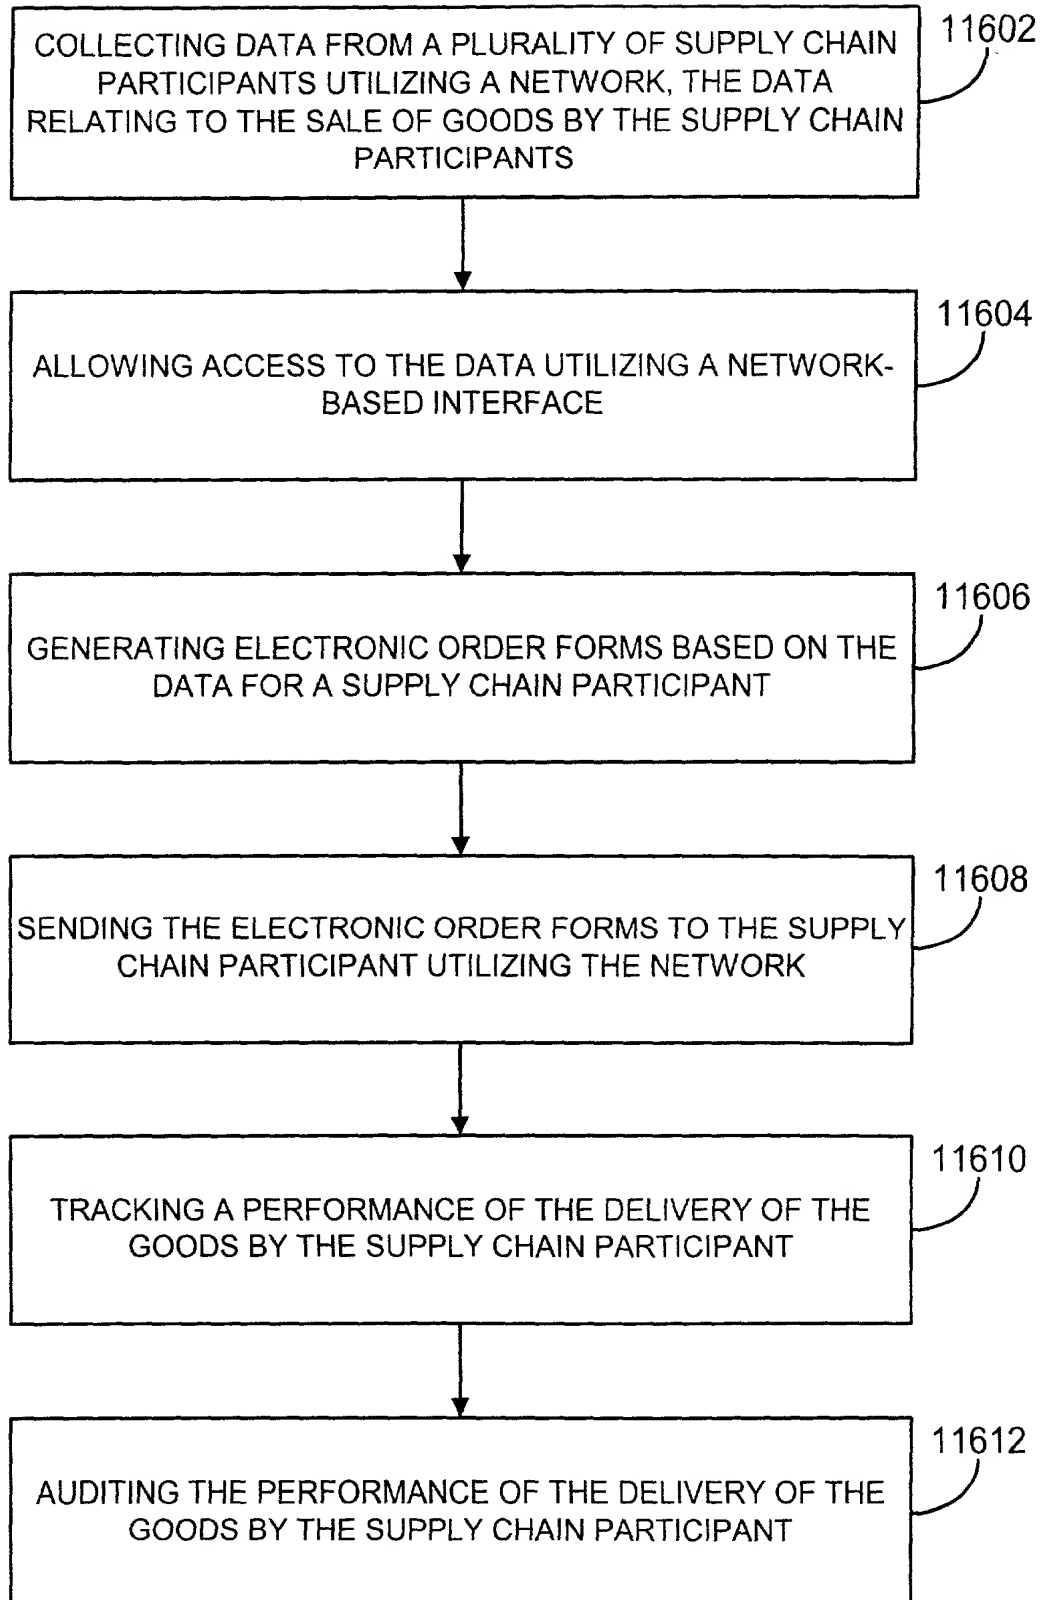 COLLECTING DATA FROM A PLURALITY OF SUPPLY CHAIN
PARTICIPANTS UTILIZING A NETWORK, THE DATA
RELATING TO THE SALE OF GOODS BY THE SUPPLY CHAIN
PARTICIPANTS
11602
ALLOWING ACCESS TO THE DATA UTILIZING A NETWORK-
BASED INTERFACE
11604
GENERATING ELECTRONIC ORDER FORMS BASED ON THE
DATA FOR A SUPPLY CHAIN PARTICIPANT
11606
SENDING THE ELECTRONIC ORDER FORMS TO THE SUPPLY
CHAIN PARTICIPANT UTILIZING THE NETWORK
11608
TRACKING A PERFORMANCE OF THE DELIVERY OF THE
GOODS BY THE SUPPLY CHAIN PARTICIPANT
11610
AUDITING THE PERFORMANCE OF THE DELIVERY OF THE
GOODS BY THE SUPPLY CHAIN PARTICIPANT
11612